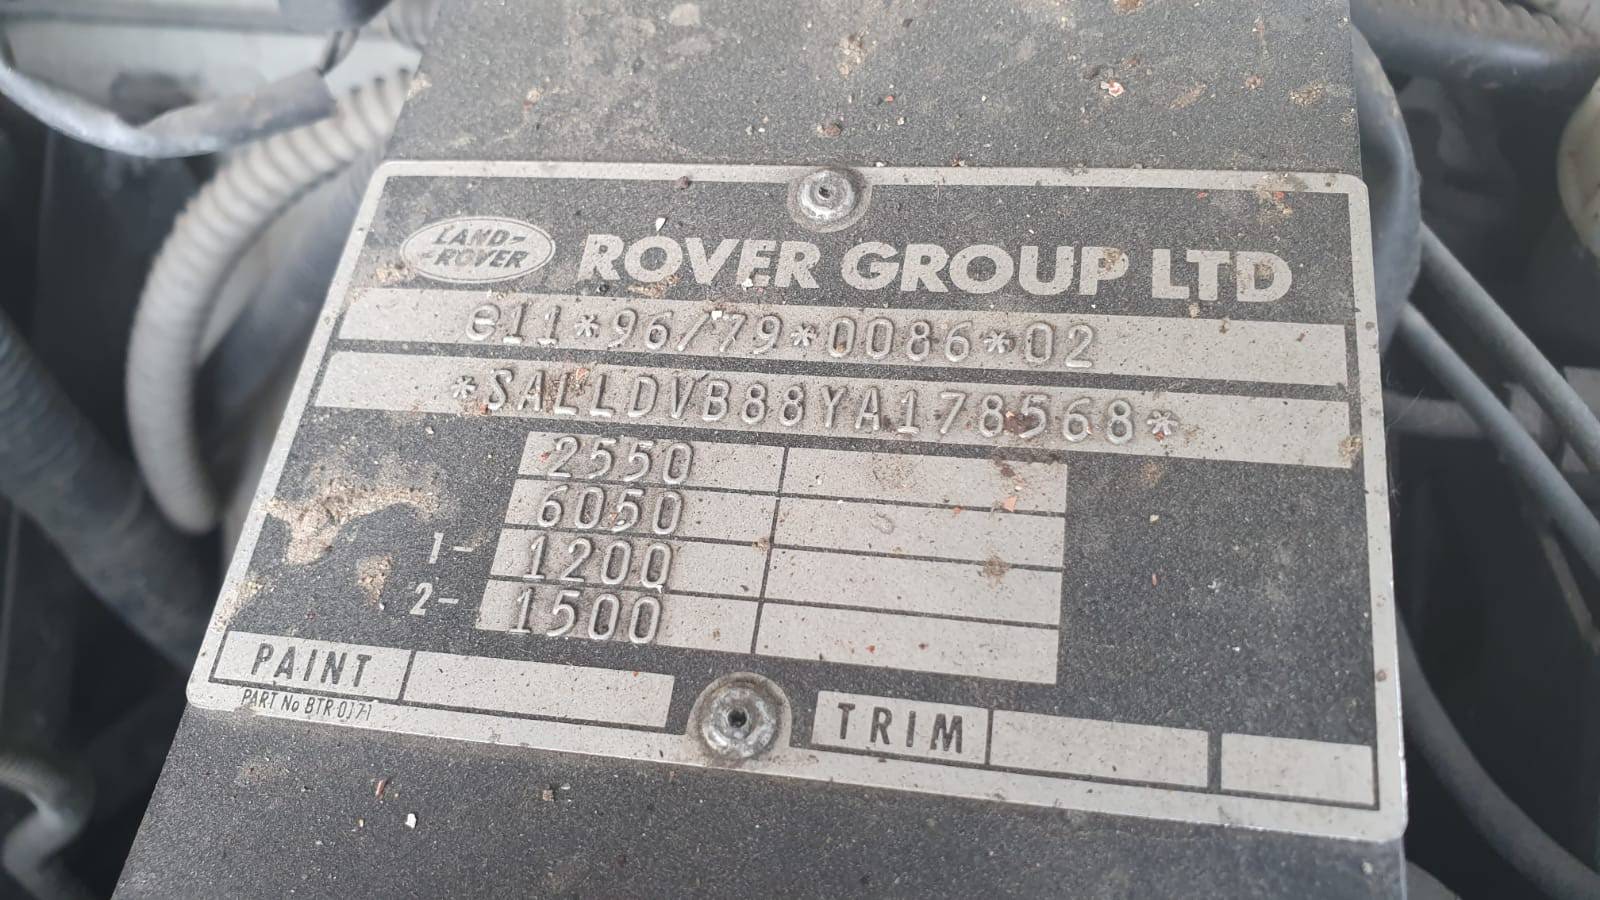 LAND-
-ROVER
ROVER GROUP LTD
e11*96/79*0086*02
*SALLDVB88YA178568*
2550
6050
1- 1200
2- 1500
PAINT
PART No BTR 0171
TRIM